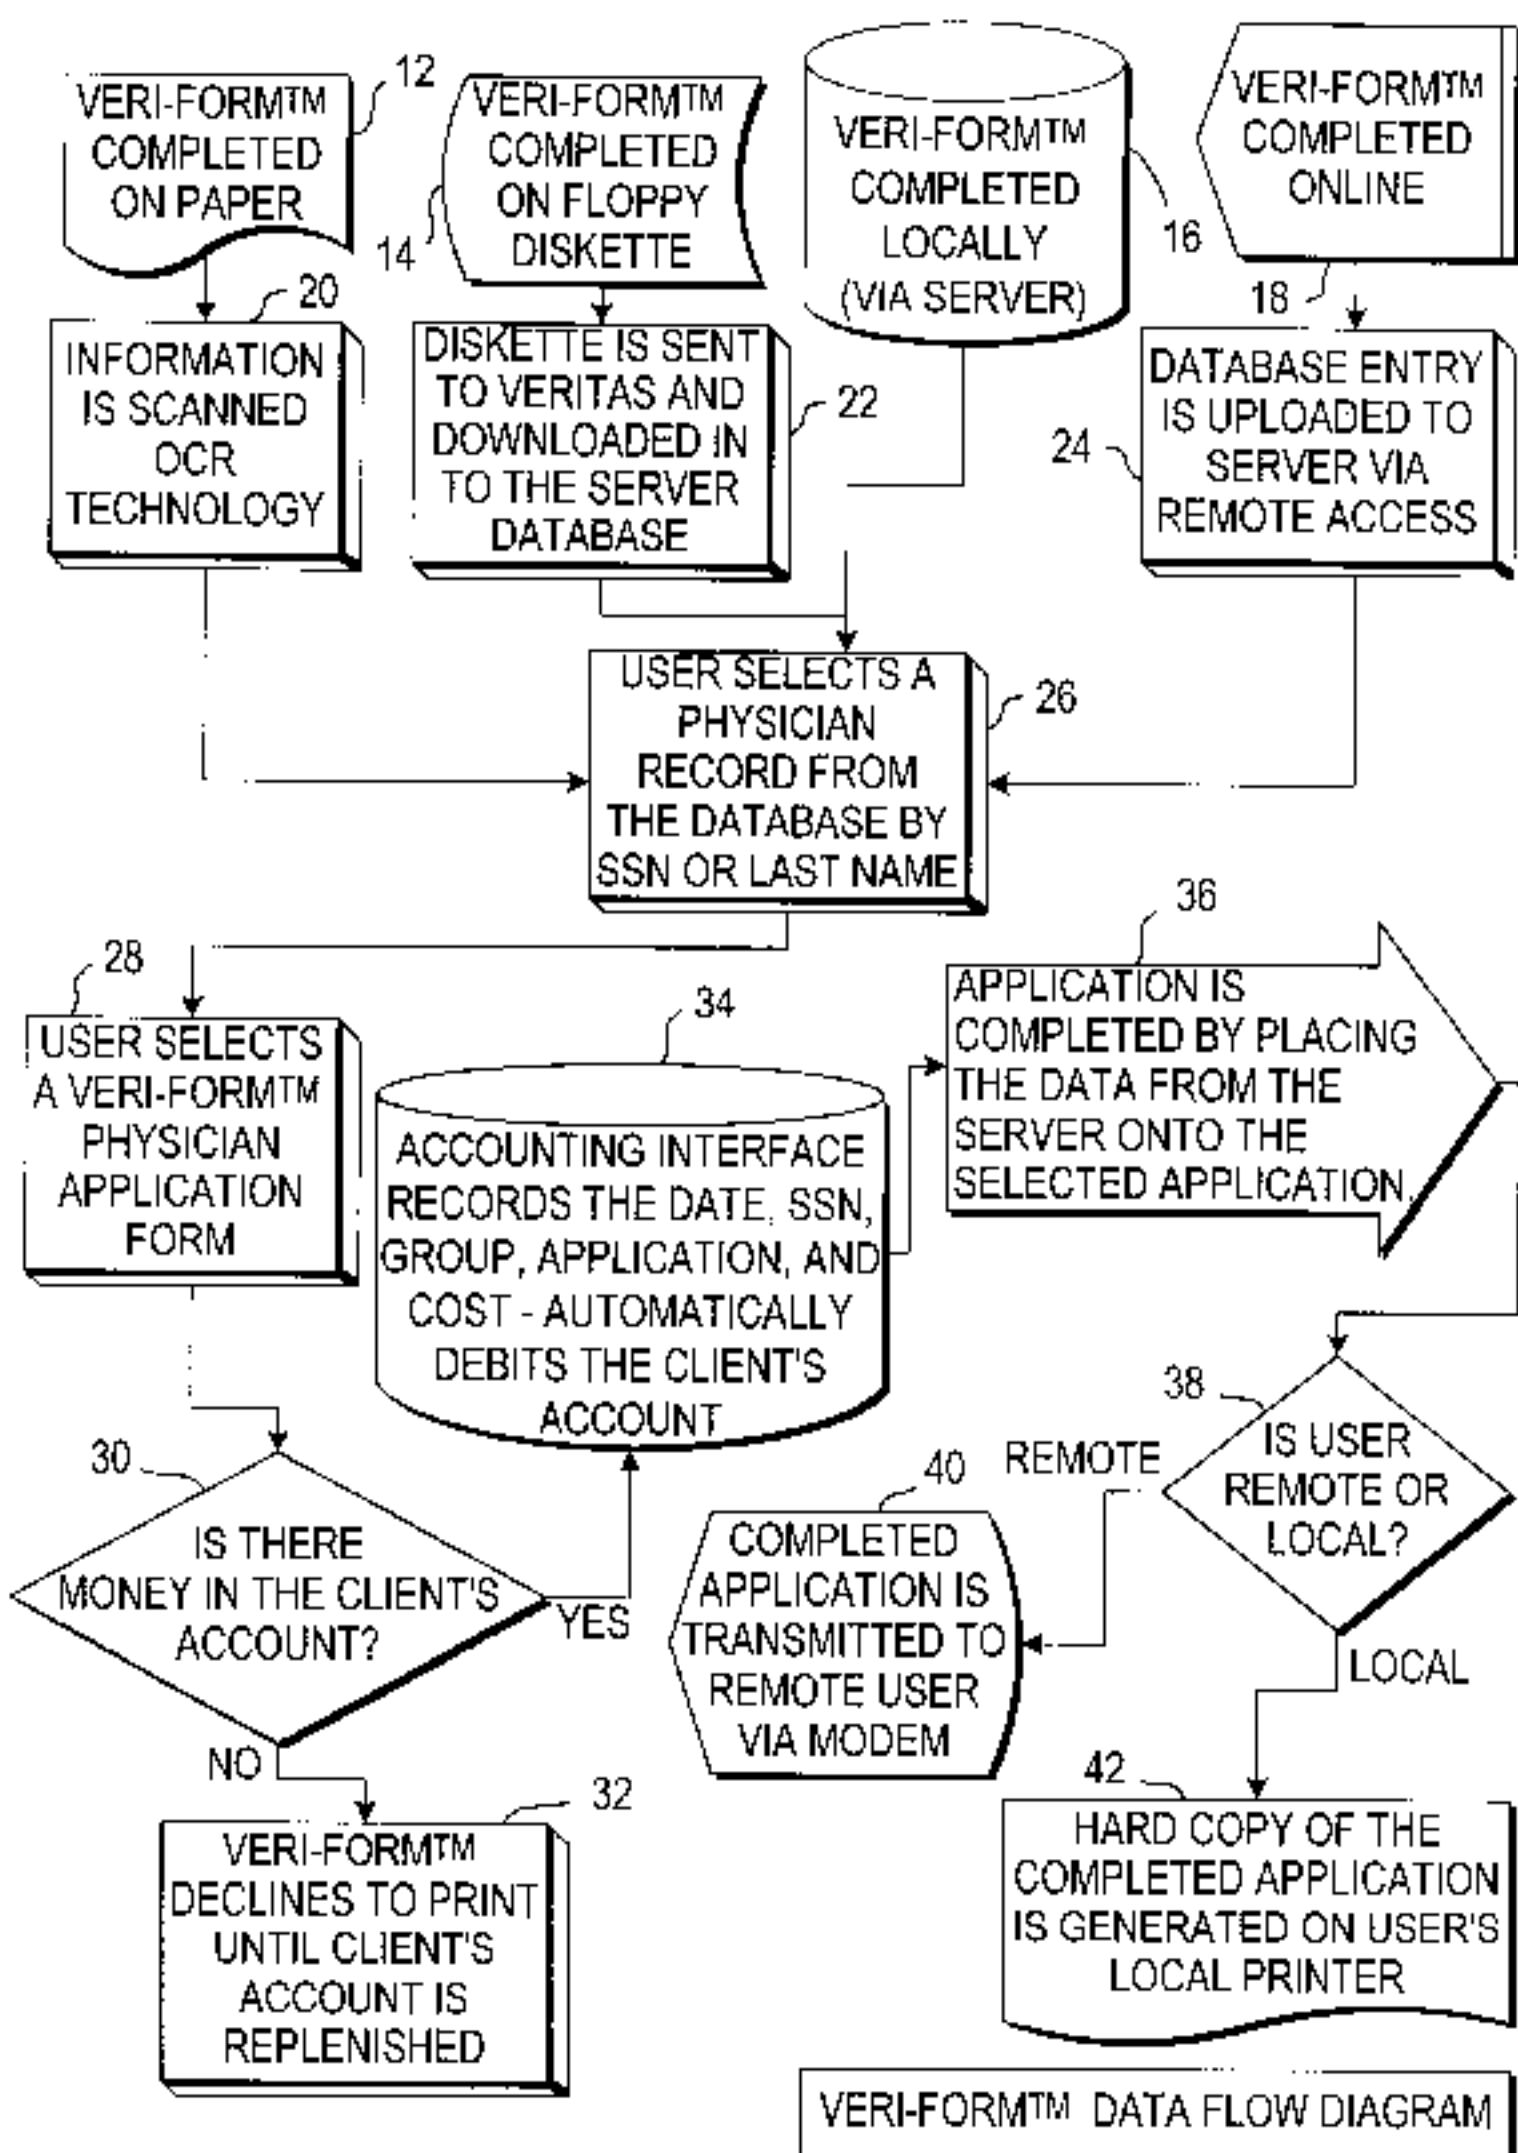 12
VERI-FORM™
COMPLETED
ON PAPER
14
VERI-FORM™
COMPLETED
ON FLOPPY
DISKETTE
16
VERI-FORM™
COMPLETED
LOCALLY
(VIA SERVER)
18
VERI-FORM™
COMPLETED
ONLINE
20
INFORMATION
IS SCANNED
OCR
TECHNOLOGY
22
DISKETTE IS SENT
TO VERITAS AND
DOWNLOADED IN
TO THE SERVER
DATABASE
24
DATABASE ENTRY
IS UPLOADED TO
SERVER VIA
REMOTE ACCESS
26
USER SELECTS A
PHYSICIAN
RECORD FROM
THE DATABASE BY
SSN OR LAST NAME
28
USER SELECTS
A VERI-FORM™
PHYSICIAN
APPLICATION
FORM
34
ACCOUNTING INTERFACE
RECORDS THE DATE, SSN,
GROUP, APPLICATION, AND
COST - AUTOMATICALLY
DEBITS THE CLIENT'S
ACCOUNT
36
APPLICATION IS
COMPLETED BY PLACING
THE DATA FROM THE
SERVER ONTO THE
SELECTED APPLICATION.
30
IS THERE
MONEY IN THE CLIENT'S
ACCOUNT?
YES
NO
38
IS USER
REMOTE OR
LOCAL?
REMOTE
LOCAL
40
COMPLETED
APPLICATION IS
TRANSMITTED TO
REMOTE USER
VIA MODEM
32
VERI-FORM™
DECLINES TO PRINT
UNTIL CLIENT'S
ACCOUNT IS
REPLENISHED
42
HARD COPY OF THE
COMPLETED APPLICATION
IS GENERATED ON USER'S
LOCAL PRINTER
VERI-FORM™ DATA FLOW DIAGRAM